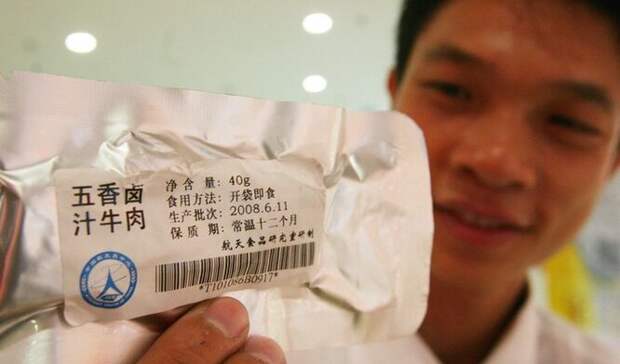 五香卤
汁牛肉
净 含 量: 40g
食用方法: 开袋即食
生产批次: 2008.6.11
保 质 期: 常温十二个月
航天食品研究室研制
*T101086B0917*